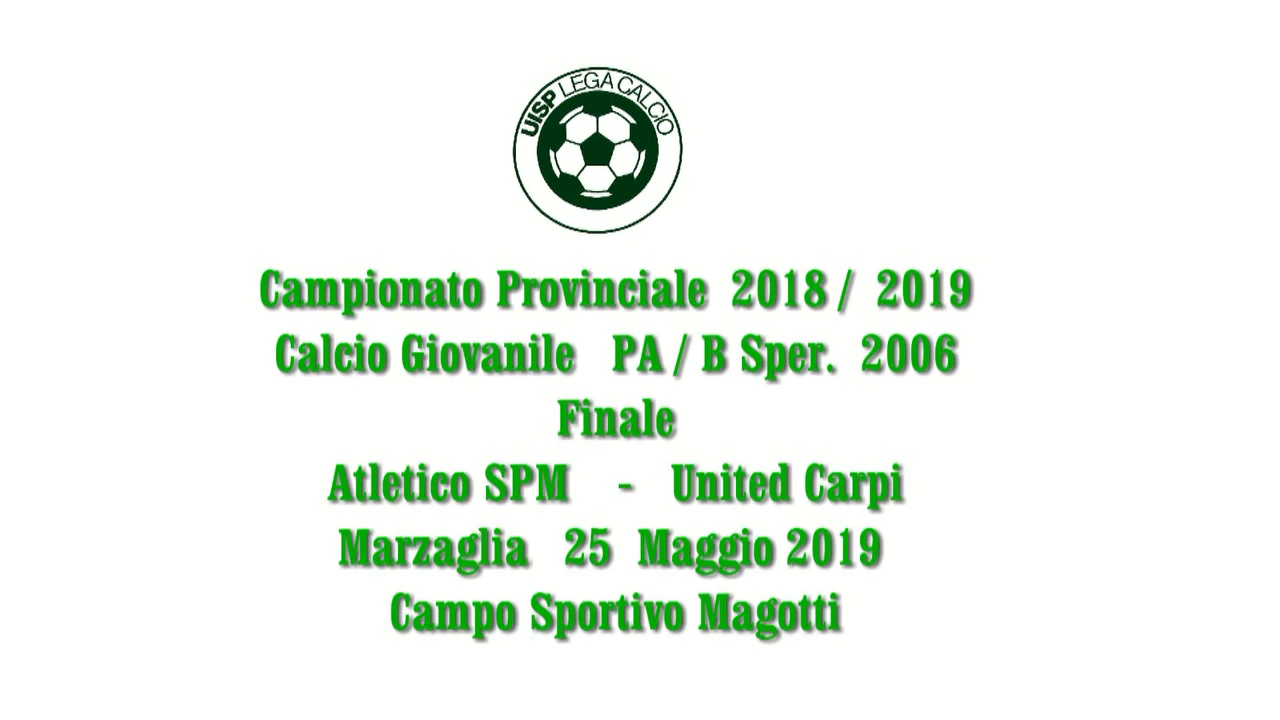 UISP LEGA CALCIO
Campionato Provinciale 2018 / 2019
Calcio Giovanile PA / B Sper. 2006
Finale
Atletico SPM - United Carpi
Marzaglia 25 Maggio 2019
Campo Sportivo Magotti